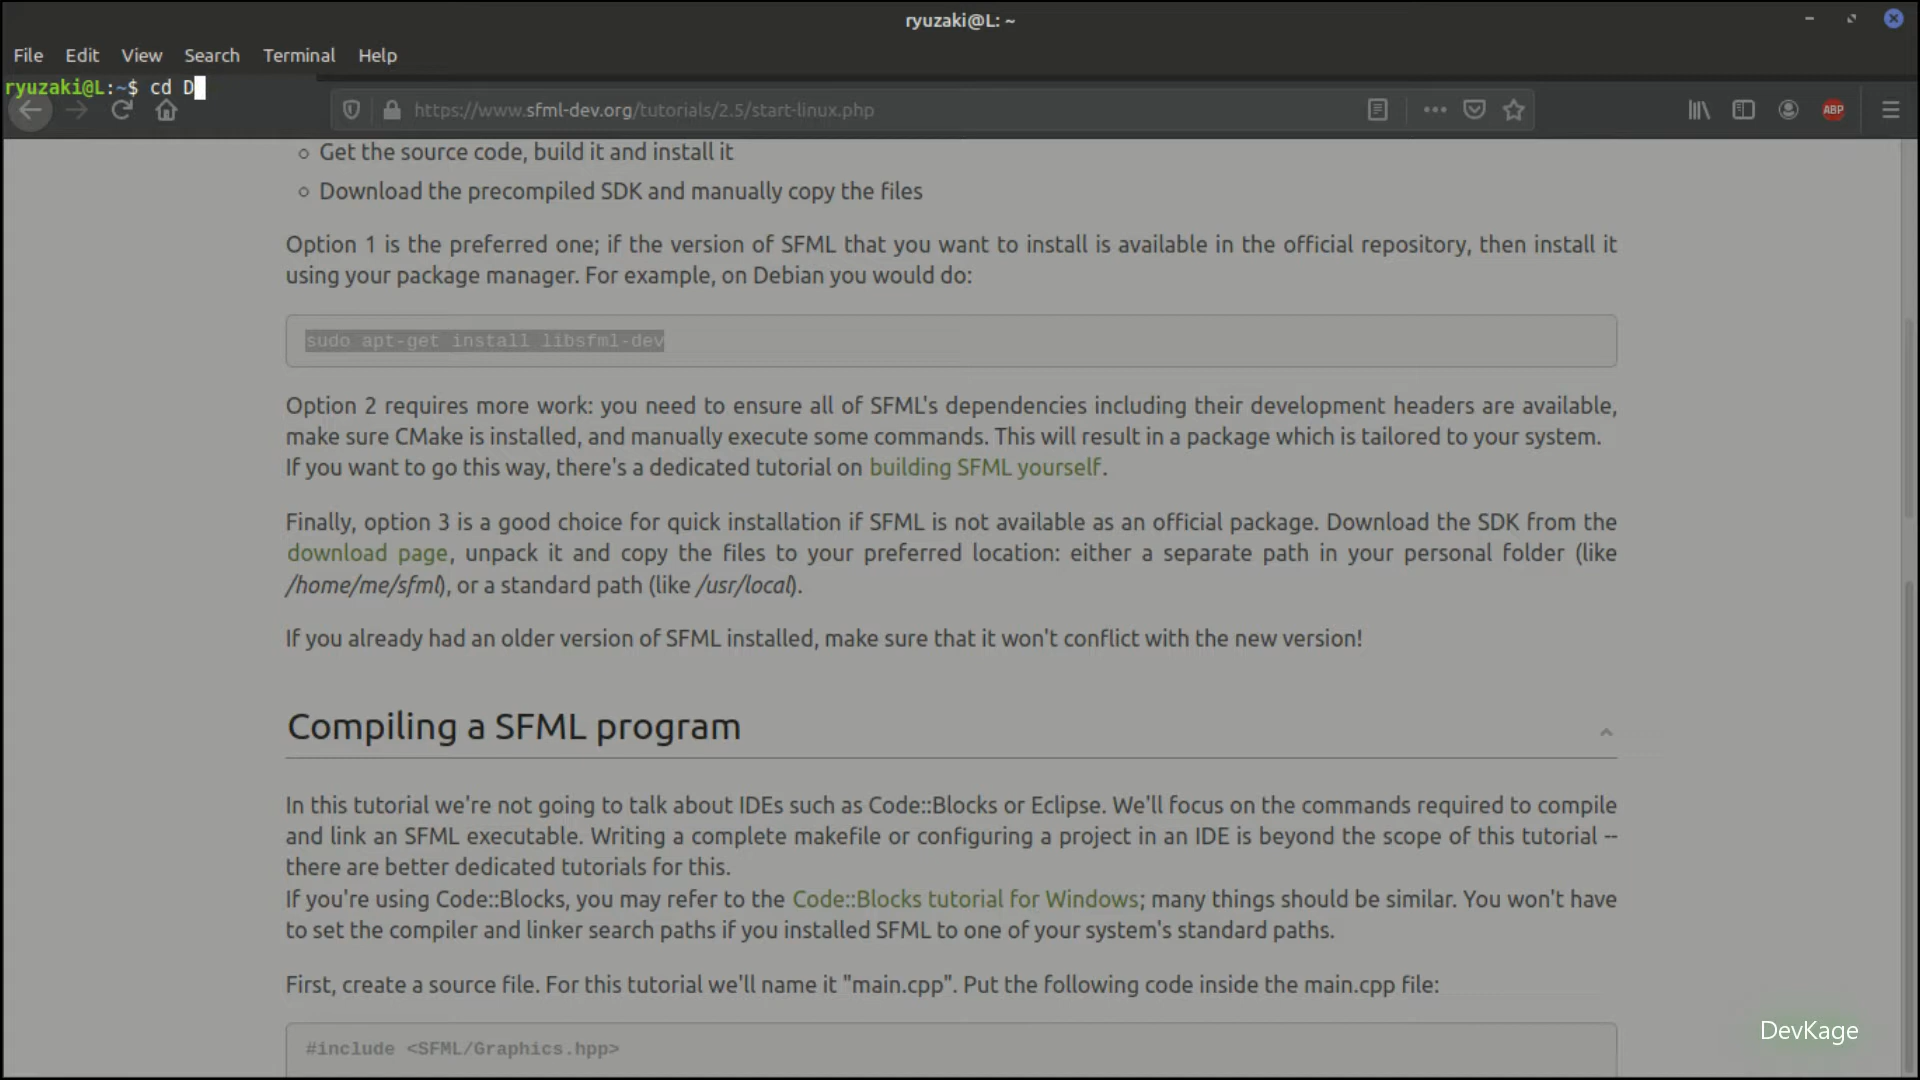 ryuzaki@L: ~
File Edit View Search Terminal Help
ryuzaki@L:~$ cd D
https://www.sfml-dev.org/tutorials/2.5/start-linux.php
ABP
Get the source code, build it and install it
Download the precompiled SDK and manually copy the files
Option 1 is the preferred one; if the version of SFML that you want to install is available in the official repository, then install it
using your package manager. For example, on Debian you would do:
sudo apt-get install libsfml-dev
Option 2 requires more work: you need to ensure all of SFML's dependencies including their development headers are available,
make sure CMake is installed, and manually execute some commands. This will result in a package which is tailored to your system.
If you want to go this way, there's a dedicated tutorial on building SFML yourself.
Finally, option 3 is a good choice for quick installation if SFML is not available as an official package. Download the SDK from the
download page, unpack it and copy the files to your preferred location: either a separate path in your personal folder (like
/home/me/sfml), or a standard path (like /usr/local).
If you already had an older version of SFML installed, make sure that it won't conflict with the new version!
Compiling a SFML program
In this tutorial we're not going to talk about IDEs such as Code::Blocks or Eclipse. We'll focus on the commands required to compile
and link an SFML executable. Writing a complete makefile or configuring a project in an IDE is beyond the scope of this tutorial --
there are better dedicated tutorials for this.
If you're using Code::Blocks, you may refer to the Code::Blocks tutorial for Windows; many things should be similar. You won't have
to set the compiler and linker search paths if you installed SFML to one of your system's standard paths.
First, create a source file. For this tutorial we'll name it "main.cpp". Put the following code inside the main.cpp file:
#include <SFML/Graphics.hpp>
DevKage